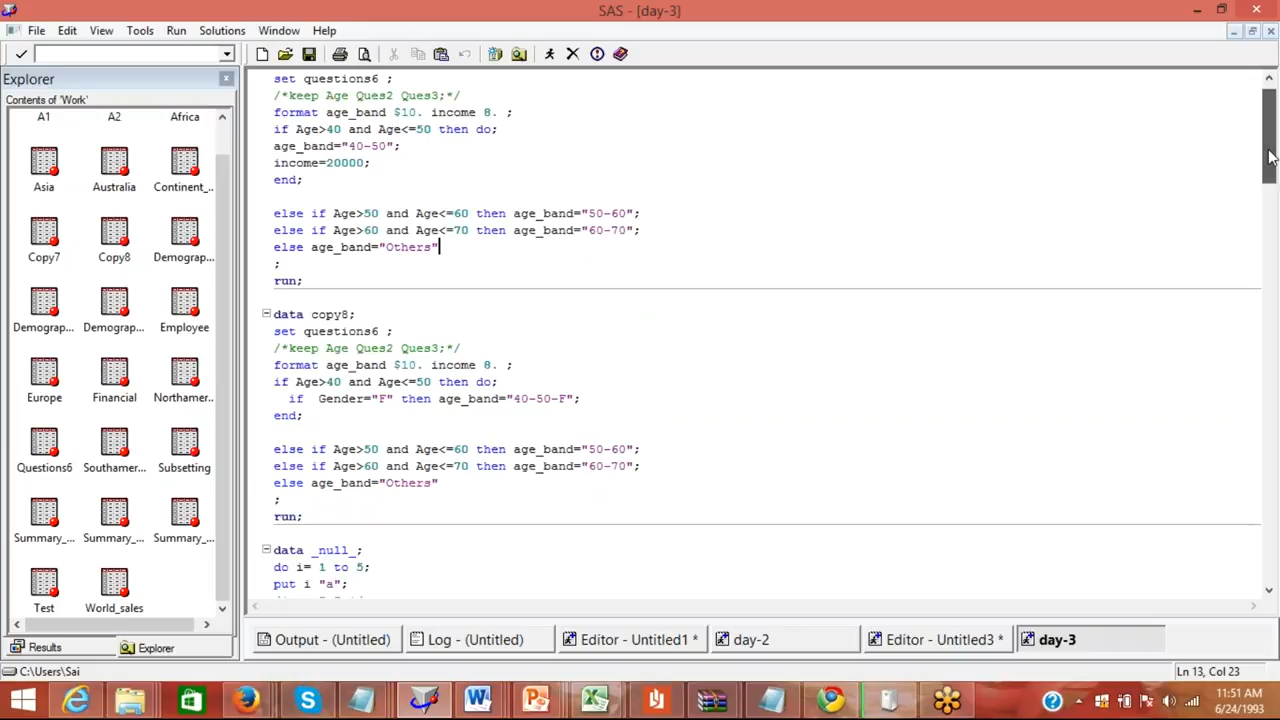 SAS - [day-3]
File Edit View Tools Run Solutions Window Help
Explorer
Contents of 'Work'
A1 A2 Africa
Asia Australia Continent_...
Copy7 Copy8 Demograp...
Demograp... Demograp... Employee
Europe Financial Northamer...
Questions6 Southamer... Subsetting
Summary_... Summary_... Summary_...
Test World_sales
Results Explorer
set questions6 ;
/*keep Age Ques2 Ques3;*/
format age_band $10. income 8. ;
if Age>40 and Age<=50 then do;
age_band="40-50";
income=20000;
end;
else if Age>50 and Age<=60 then age_band="50-60";
else if Age>60 and Age<=70 then age_band="60-70";
else age_band="Others"
;
run;
data copy8;
set questions6 ;
/*keep Age Ques2 Ques3;*/
format age_band $10. income 8. ;
if Age>40 and Age<=50 then do;
if Gender="F" then age_band="40-50-F";
end;
else if Age>50 and Age<=60 then age_band="50-60";
else if Age>60 and Age<=70 then age_band="60-70";
else age_band="Others"
;
run;
data _null_;
do i= 1 to 5;
put i "a";
Output - (Untitled) Log - (Untitled) Editor - Untitled1 * day-2 Editor - Untitled3 * day-3
C:\Users\Sai Ln 13, Col 23
11:51 AM
6/24/1993